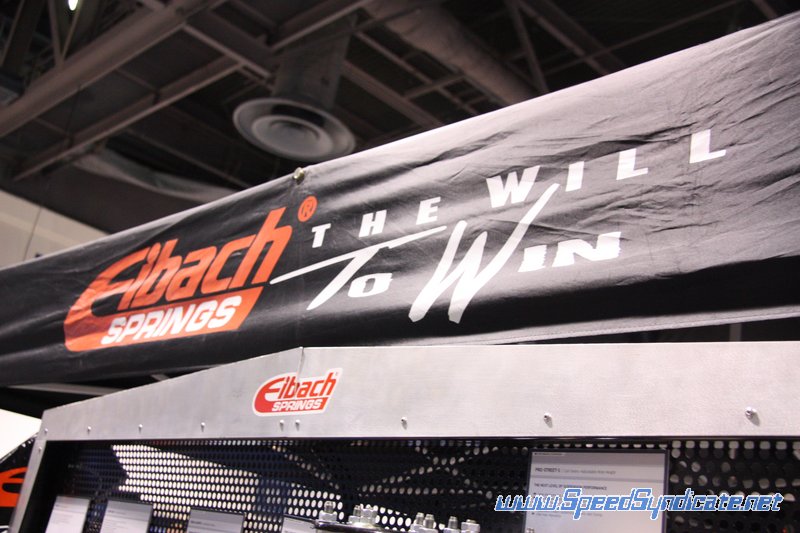 Eibach®
SPRINGS
THE WILL
To WIN
Eibach
SPRINGS
PRO-STREET-S
www.SpeedSyndicate.net